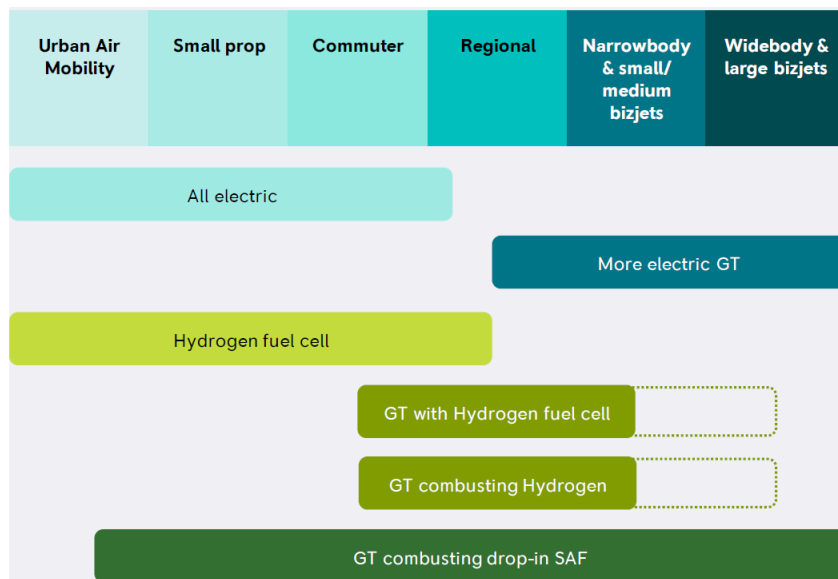 Urban Air
Mobility
Small prop
Commuter
Regional
Narrowbody
& small/
medium
bizjets
Widebody &
large bizjets
All electric
More electric GT
Hydrogen fuel cell
GT with Hydrogen fuel cell
GT combusting Hydrogen
GT combusting drop-in SAF